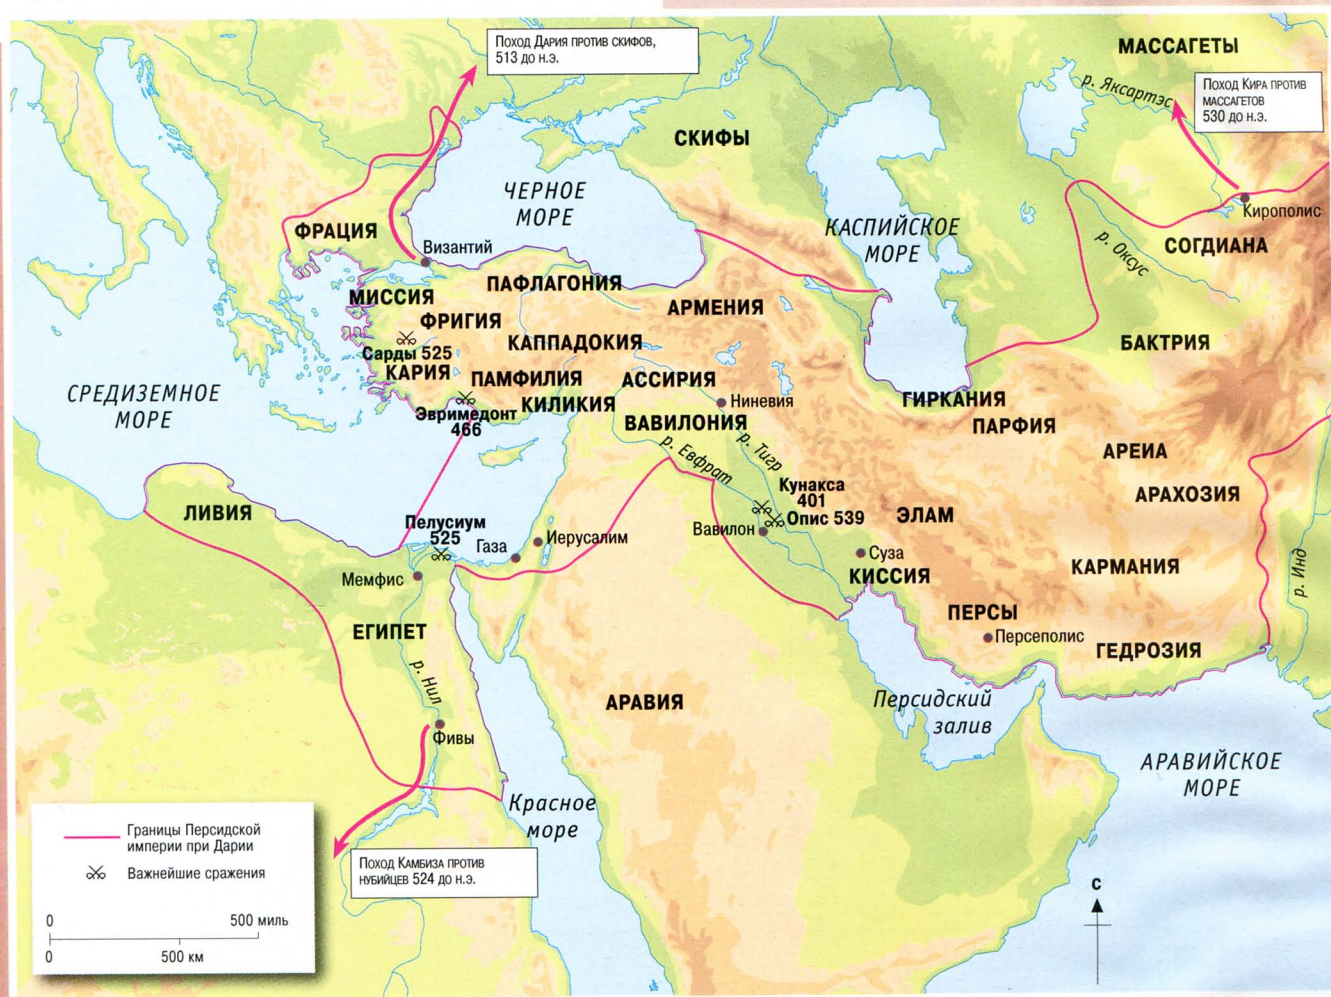 Поход Дария против скифов,
513 до н.э.
МАССАГЕТЫ
р. Яксартэс
Поход Кира против
массагетов
530 до н.э.
СКИФЫ
ЧЕРНОЕ
МОРЕ
КАСПИЙСКОЕ
МОРЕ
Кирополис
СОГДИАНА
р. Оксус
ФРАЦИЯ
Византий
ПАФЛАГОНИЯ
МИССИЯ
ФРИГИЯ
АРМЕНИЯ
КАППАДОКИЯ
БАКТРИЯ
Сарды 525
КАРИЯ
ПАМФИЛИЯ
АССИРИЯ
СРЕДИЗЕМНОЕ
МОРЕ
КИЛИКИЯ
Ниневия
ГИРКАНИЯ
Эвримедонт
466
ВАВИЛОНИЯ
ПАРФИЯ
р. Евфрат
р. Тигр
АРЕИА
Кунакса
401
АРАХОЗИЯ
ЛИВИЯ
Пелусиум
525
Вавилон
Опис 539
ЭЛАМ
Газа
Иерусалим
Суза
Мемфис
КИССИЯ
КАРМАНИЯ
р. Инд
ЕГИПЕТ
ПЕРСЫ
Персеполис
ГЕДРОЗИЯ
р. Нил
АРАВИЯ
Персидский
залив
Фивы
АРАВИЙСКОЕ
МОРЕ
Красное
море
Границы Персидской
империи при Дарии
Важнейшие сражения
Поход Камбиза против
нубийцев 524 до н.э.
С
0 500 миль
0 500 км